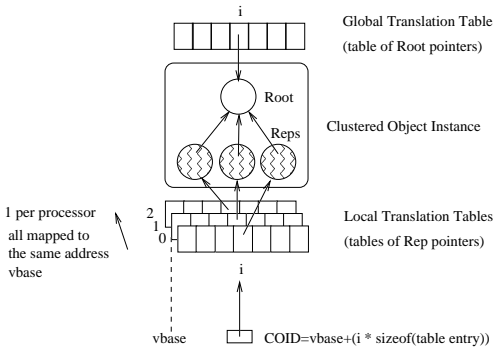 i
Global Translation Table
(table of Root pointers)
Root
Reps
Clustered Object Instance
1 per processor
all mapped to
the same address
vbase
2
1
0
Local Translation Tables
(tables of Rep pointers)
i
vbase
COID=vbase+(i * sizeof(table entry))